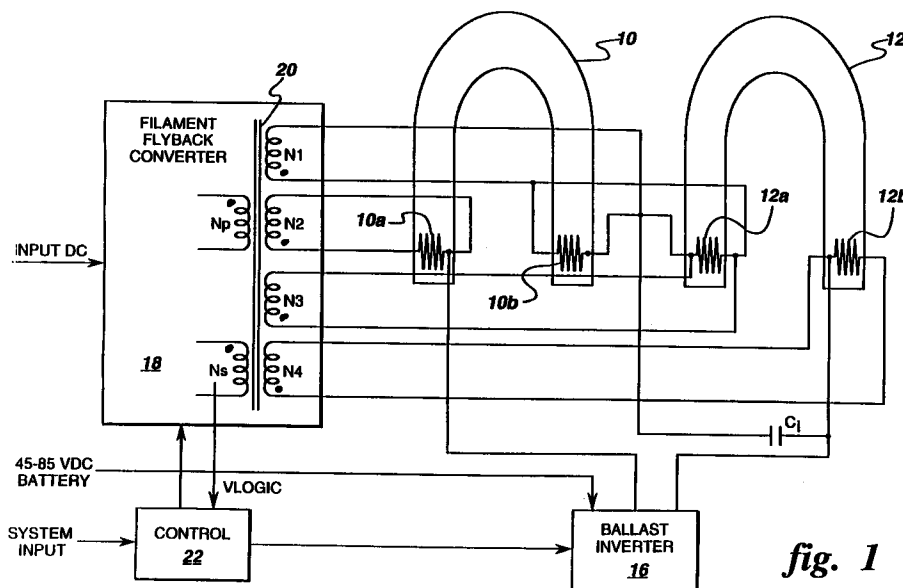 10
12
20
FILAMENT
FLYBACK
CONVERTER
N1
N2
Np
10a
12a
12b
INPUT DC
10b
N3
18
Ns
N4
Ci
45-85 VDC
BATTERY
VLOGIC
SYSTEM
INPUT
CONTROL
22
BALLAST
INVERTER
16
fig. 1